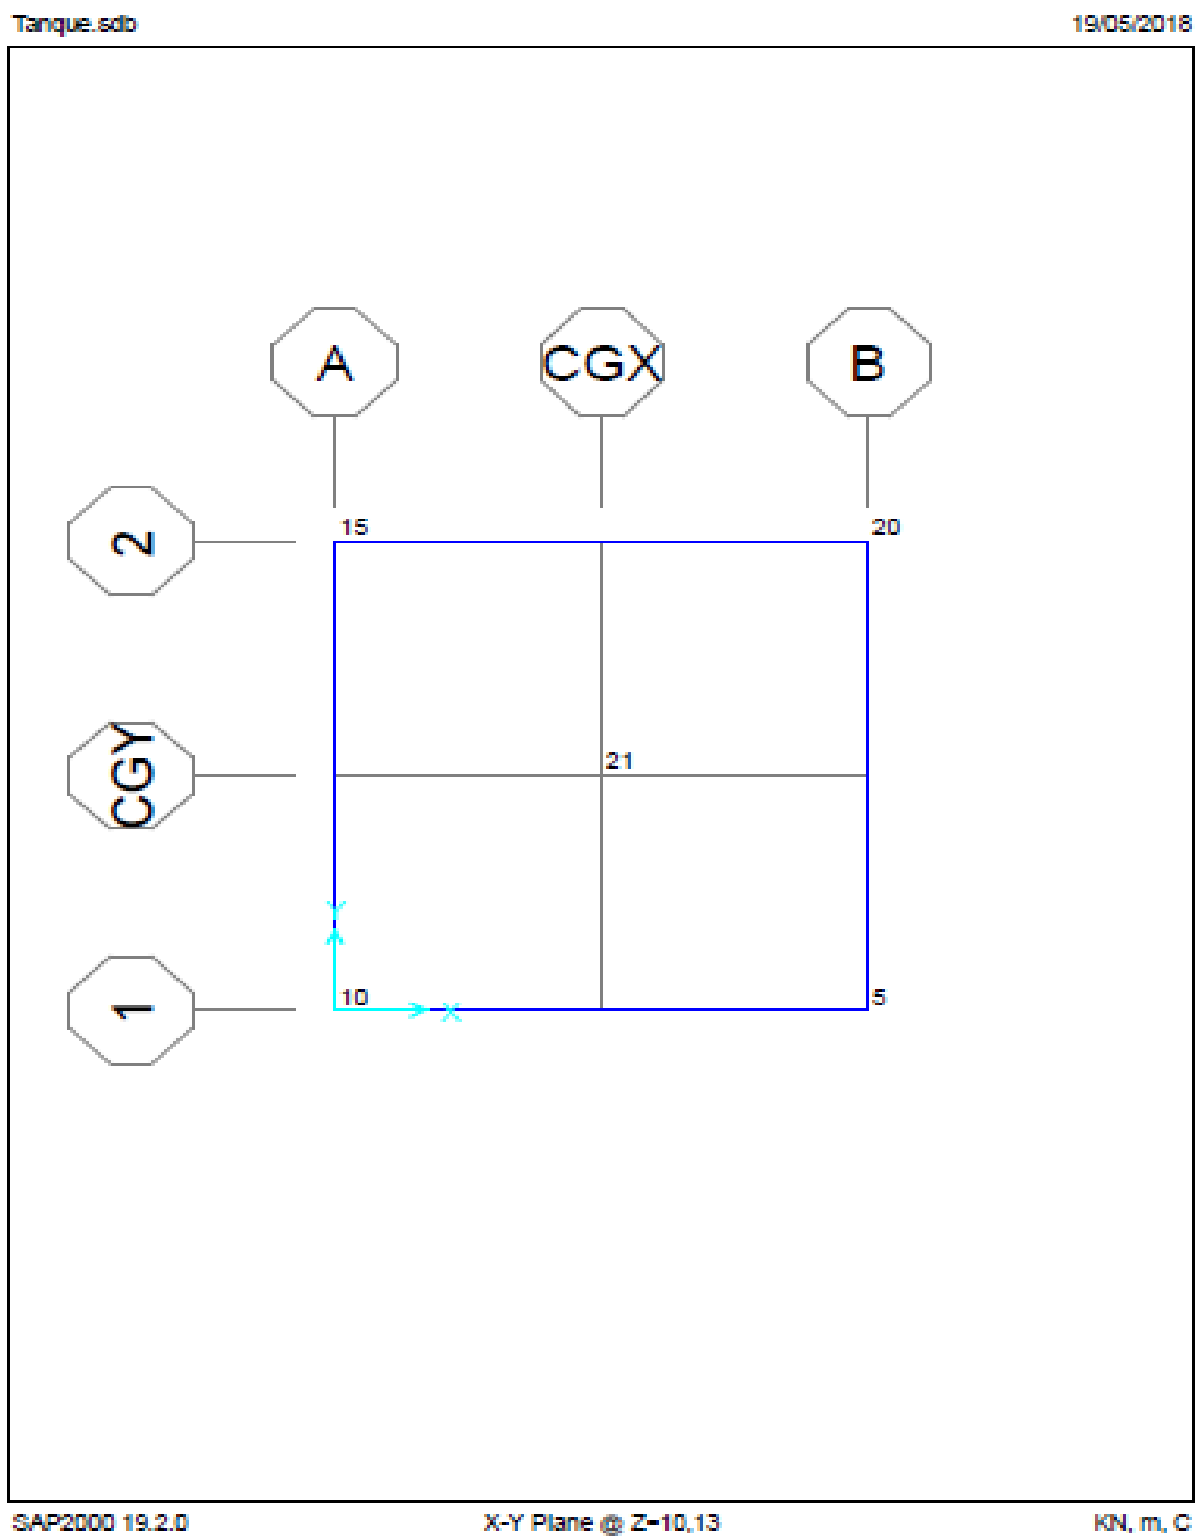 Tanque.sdb 19/05/2018
A CGX B
2
15 20
CGY
21
1
10 5
Y
X
SAP2000 19.2.0 X-Y Plane @ Z=10,13 KN, m, C